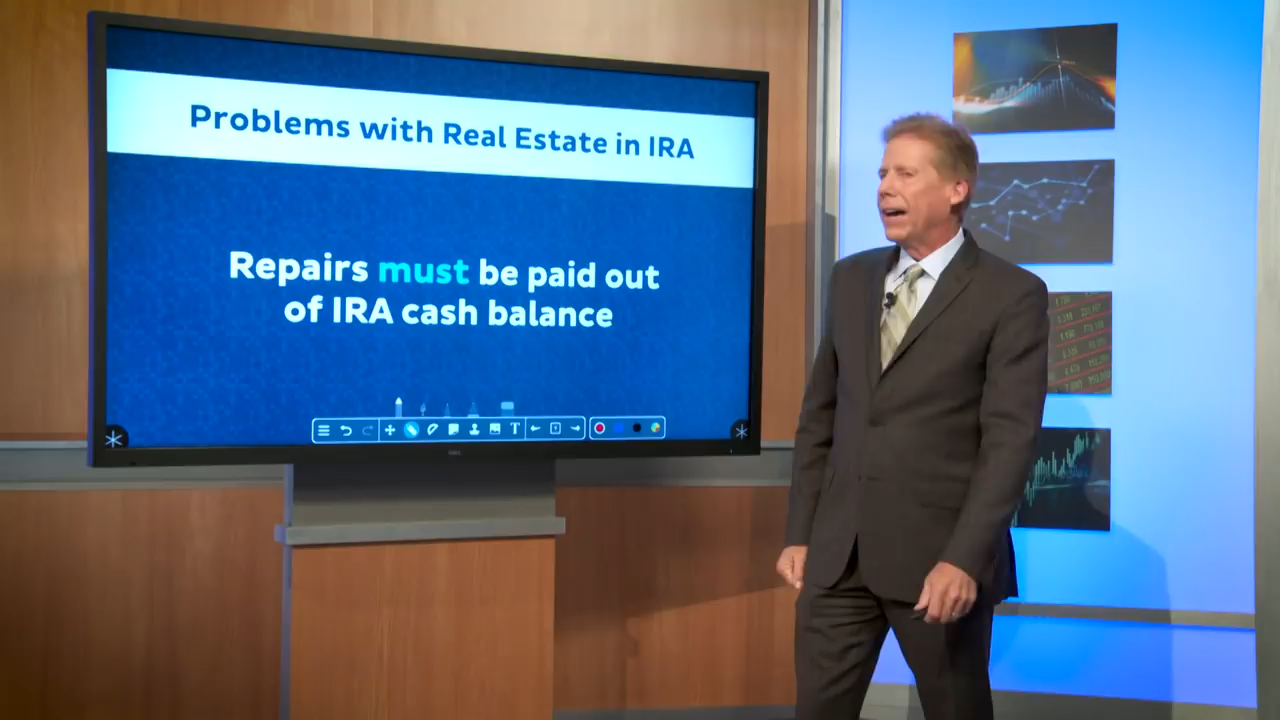 Problems with Real Estate in IRA
Repairs must be paid out
of IRA cash balance
T